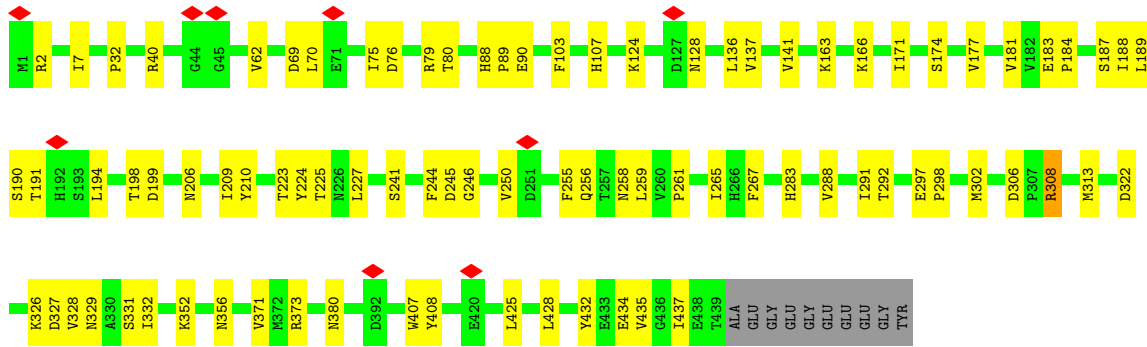 M1 R2 I7 P32 R40 G44 G45 V62 D69 L70 E71 I75 D76 R79 T80 H88 P89 E90 F103 H107 K124 D127 N128 L136 V137 V141 K163 K166 I171 S174 V177 V181 V182 E183 P184 S187 I188 L189
S190 T191 H192 S193 L194 T198 D199 N206 I209 Y210 T223 Y224 T225 N226 L227 S241 F244 D245 G246 V250 D251 F255 Q256 T257 N258 L259 V260 P261 I265 H266 F267 H283 V288 I291 T292 E297 P298 M302 D306 P307 R308 M313 D322
K326 D327 V328 N329 A330 S331 I332 K352 N356 V371 M372 R373 N380 D392 W407 Y408 E420 L425 L428 Y432 E433 E434 V435 G436 I437 E438 T439 ALA GLU GLY GLU GLY GLU GLU GLU GLY TYR